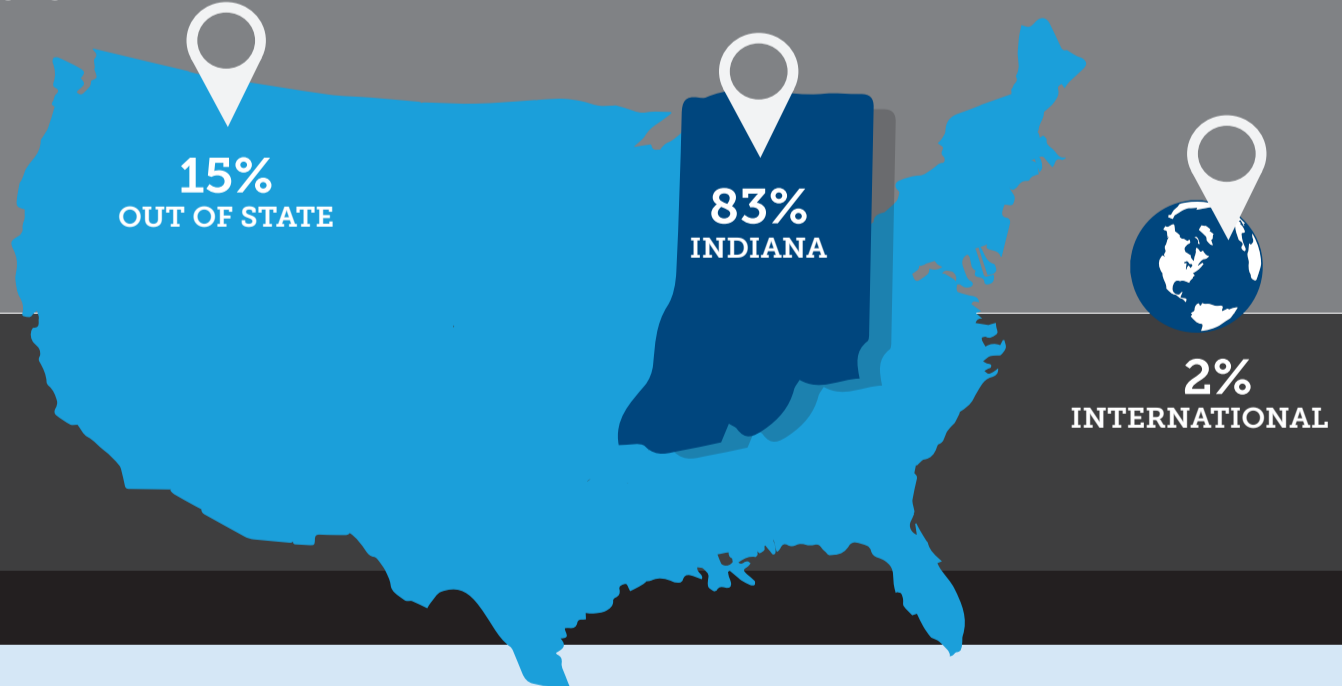 15%
OUT OF STATE
83%
INDIANA
2%
INTERNATIONAL